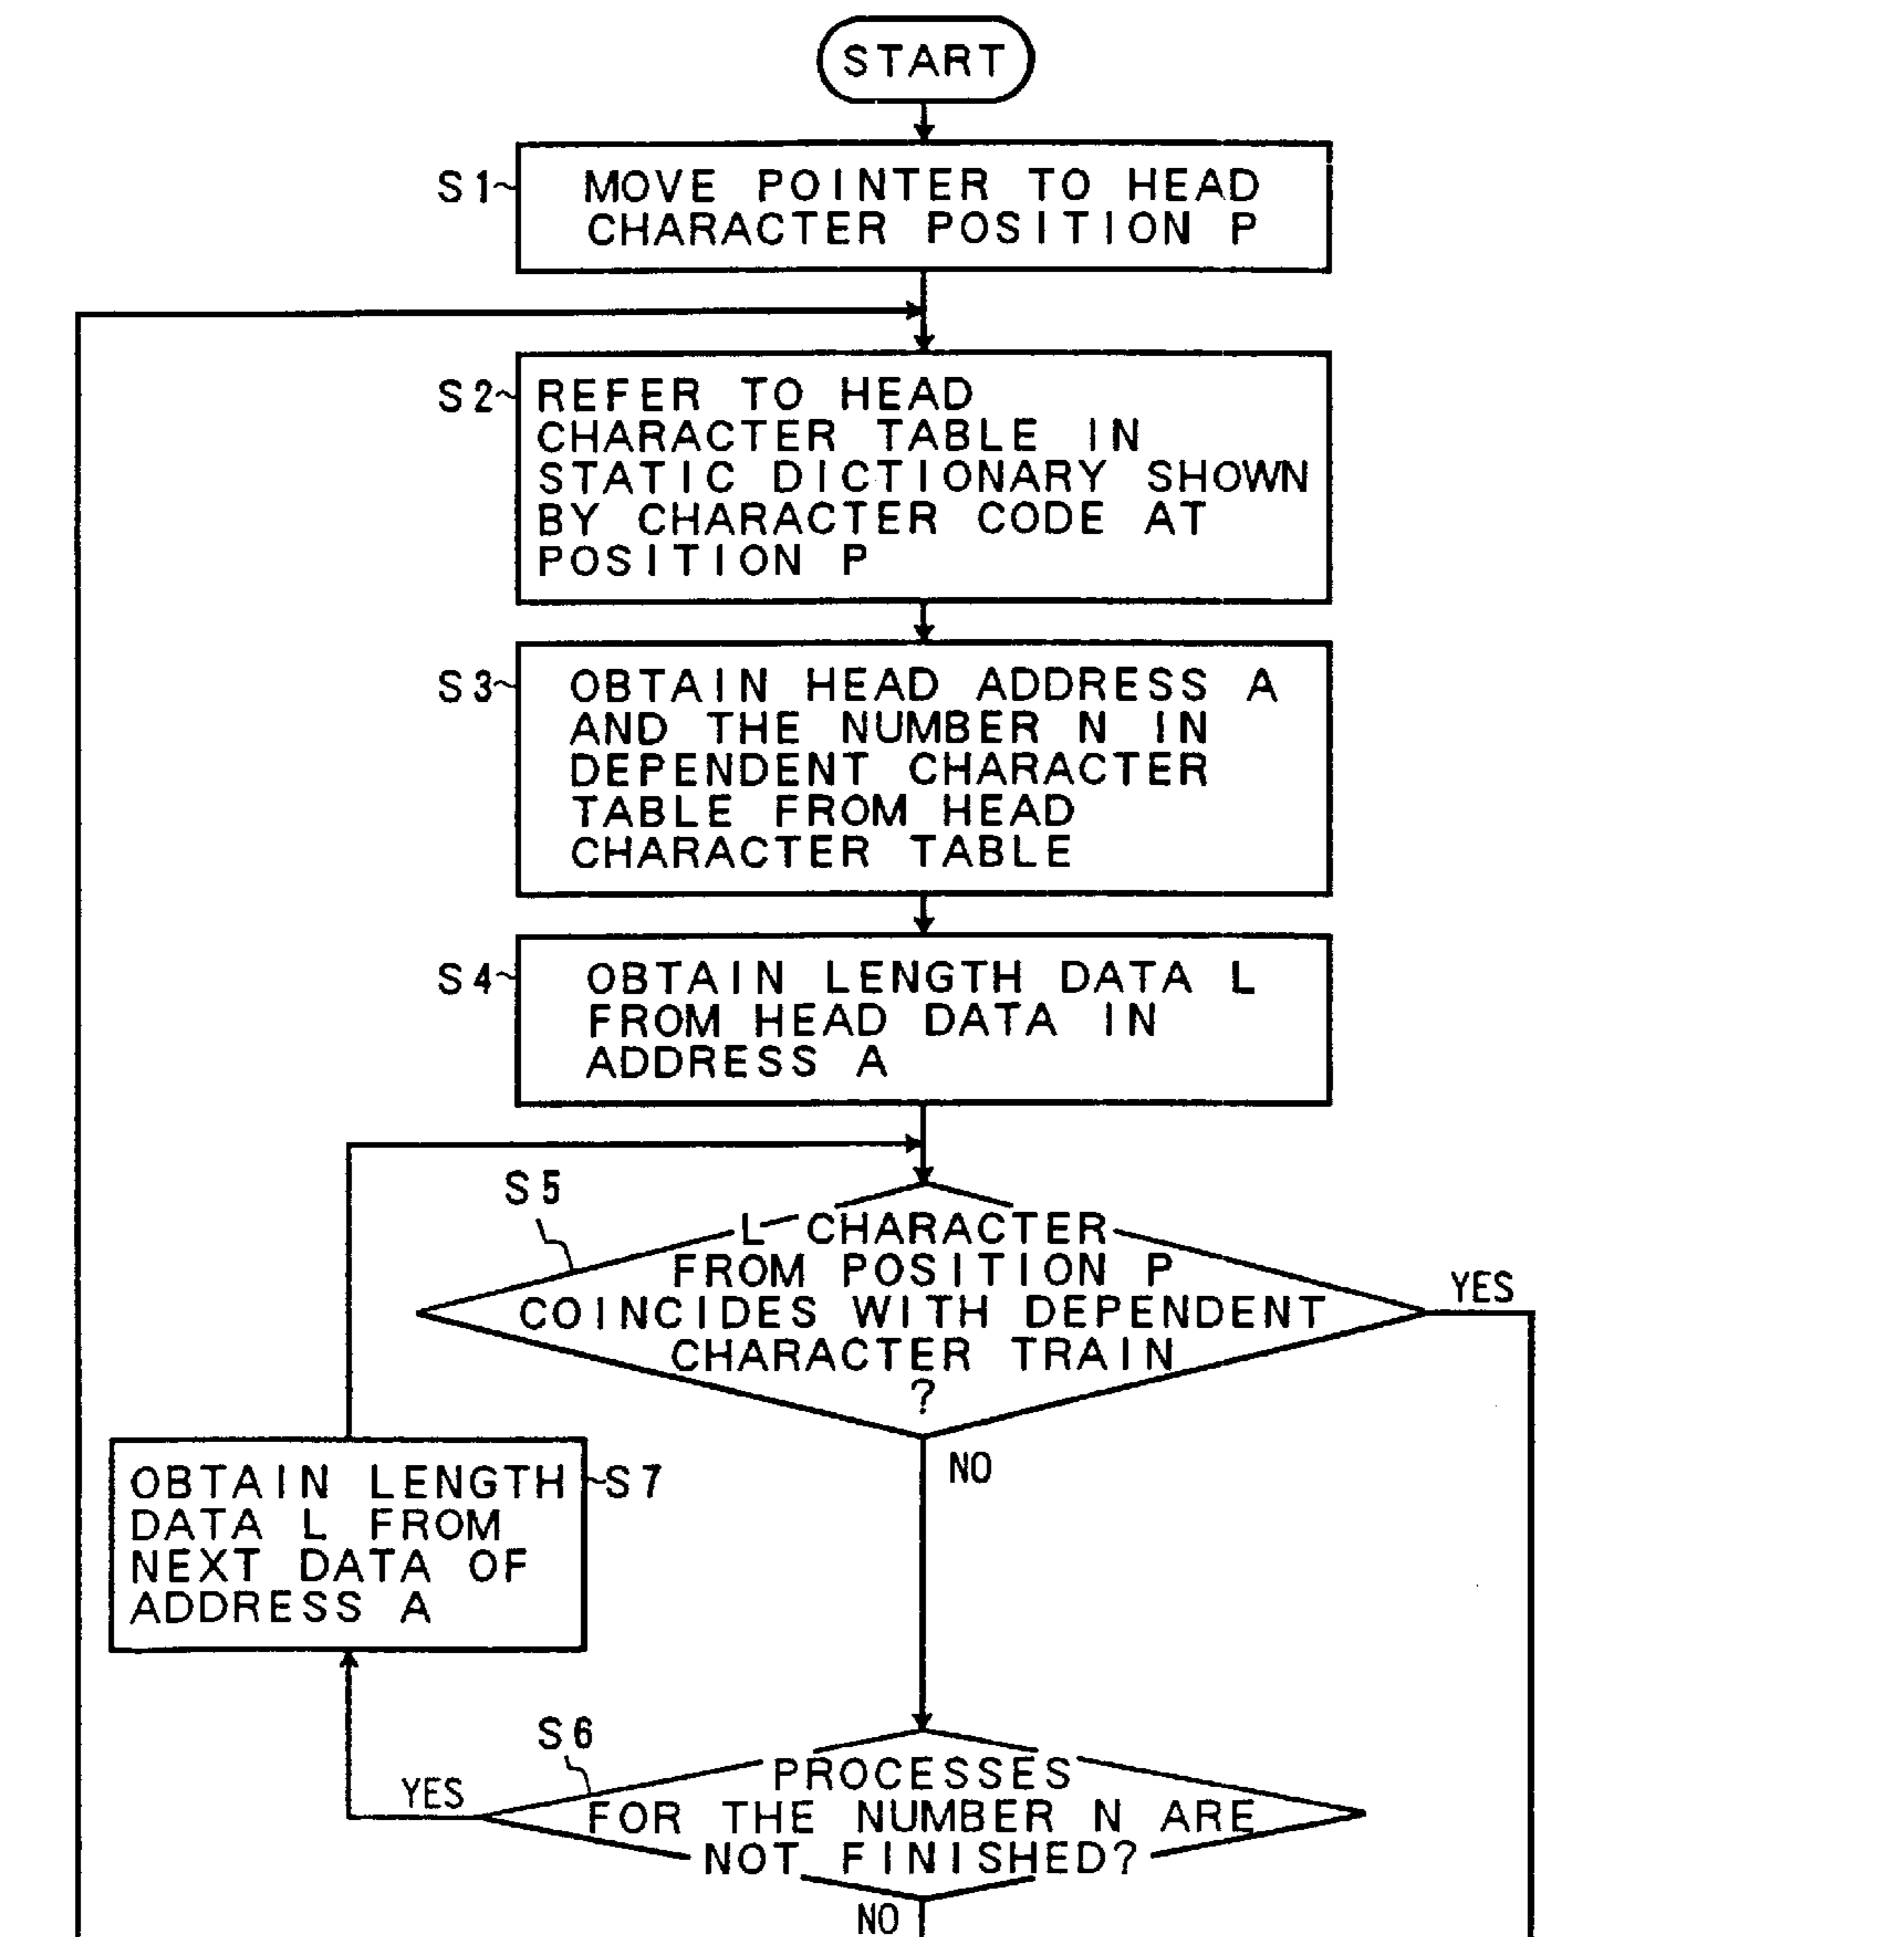 START
S1
MOVE POINTER TO HEAD
CHARACTER POSITION P
S2
REFER TO HEAD
CHARACTER TABLE IN
STATIC DICTIONARY SHOWN
BY CHARACTER CODE AT
POSITION P
S3
OBTAIN HEAD ADDRESS A
AND THE NUMBER N IN
DEPENDENT CHARACTER
TABLE FROM HEAD
CHARACTER TABLE
S4
OBTAIN LENGTH DATA L
FROM HEAD DATA IN
ADDRESS A
S5
L CHARACTER
FROM POSITION P
COINCIDES WITH DEPENDENT
CHARACTER TRAIN
?
YES
NO
OBTAIN LENGTH
DATA L FROM
NEXT DATA OF
ADDRESS A
S7
S6
PROCESSES
FOR THE NUMBER N ARE
NOT FINISHED?
YES
NO